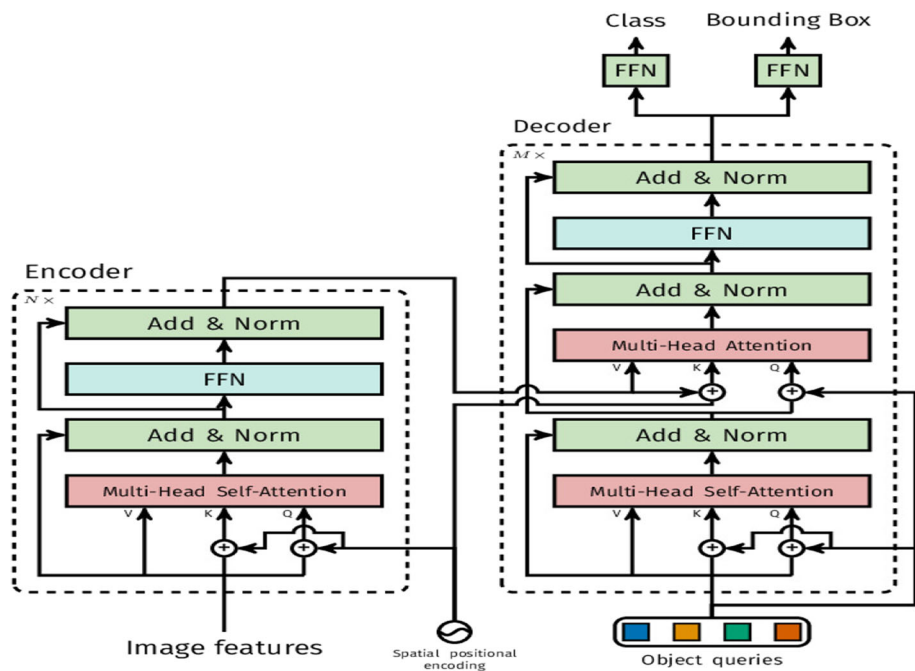 Class Bounding Box
FFN FFN
Decoder
M ×
Add & Norm
FFN
Add & Norm
Multi-Head Attention
V K Q
Add & Norm
Multi-Head Self-Attention
V K Q
Object queries
Encoder
N ×
Add & Norm
FFN
Add & Norm
Multi-Head Self-Attention
V K Q
Image features
Spatial positional
encoding